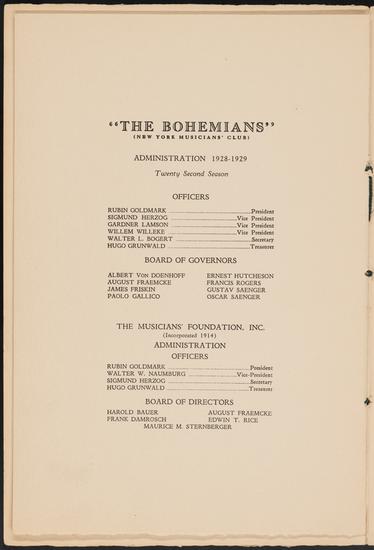 "THE BOHEMIANS"
(NEW YORK MUSICIANS' CLUB)
ADMINISTRATION 1928-1929
Twenty Second Season
OFFICERS
RUBIN GOLDMARK President
SIGMUND HERZOG Vice President
GARDNER LAMSON Vice President
WILLEM WILLEKE Vice President
WALTER L. BOGERT Secretary
HUGO GRUNWALD Treasurer
BOARD OF GOVERNORS
ALBERT VON DOENHOFF ERNEST HUTCHESON
AUGUST FRAEMCKE FRANCIS ROGERS
JAMES FRISKIN GUSTAV SAENGER
PAOLO GALLICO OSCAR SAENGER
THE MUSICIANS' FOUNDATION, INC.
(Incorporated 1914)
ADMINISTRATION
OFFICERS
RUBIN GOLDMARK President
WALTER W. NAUMBURG Vice-President
SIGMUND HERZOG Secretary
HUGO GRUNWALD Treasurer
BOARD OF DIRECTORS
HAROLD BAUER AUGUST FRAEMCKE
FRANK DAMROSCH EDWIN T. RICE
MAURICE M. STERNBERGER